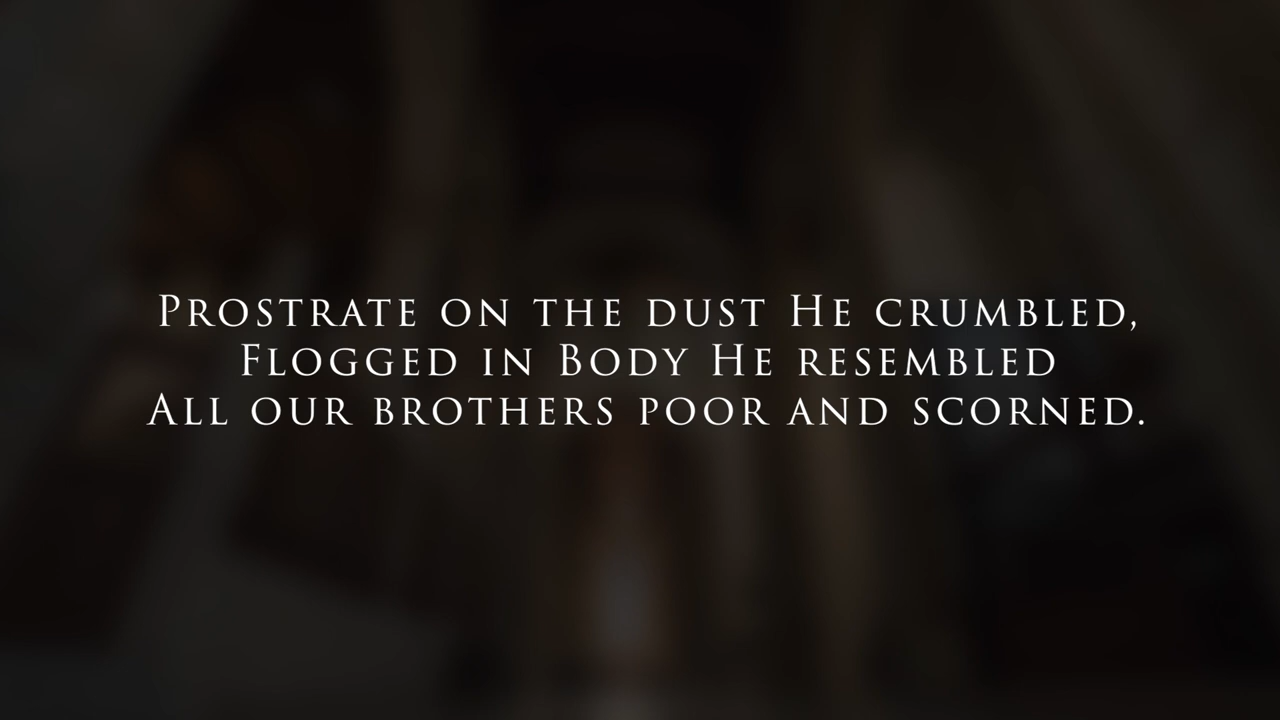 Prostrate on the dust He crumbled,
Flogged in Body He resembled
All our brothers poor and scorned.